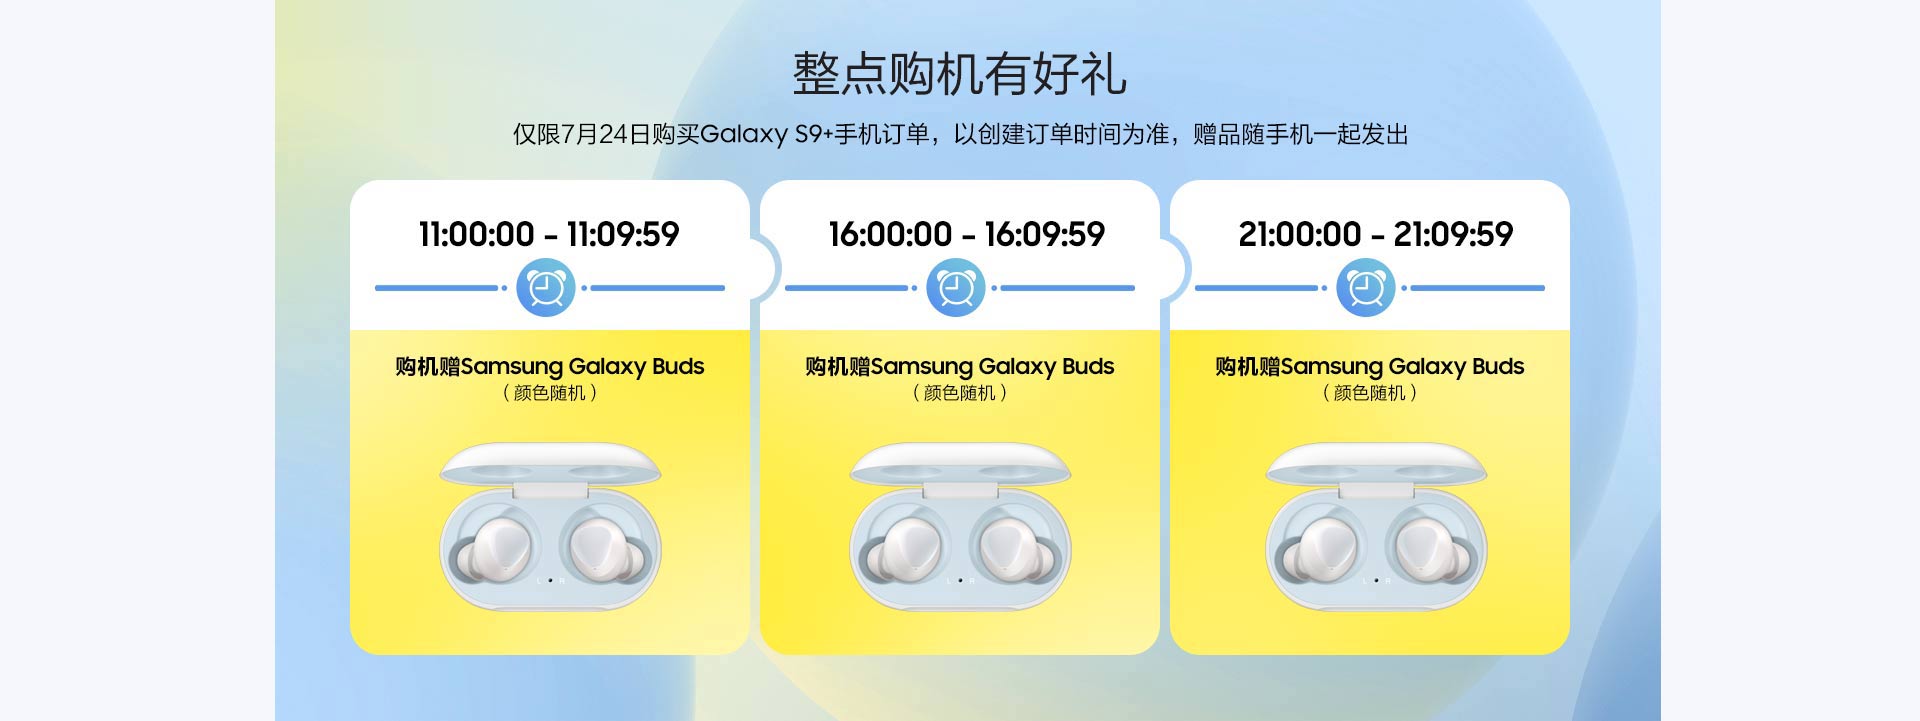 整点购机有好礼
仅限7月24日购买Galaxy S9+手机订单，以创建订单时间为准，赠品随手机一起发出
11:00:00 - 11:09:59
购机赠Samsung Galaxy Buds
（颜色随机）
L R
16:00:00 - 16:09:59
购机赠Samsung Galaxy Buds
（颜色随机）
L R
21:00:00 - 21:09:59
购机赠Samsung Galaxy Buds
（颜色随机）
L R